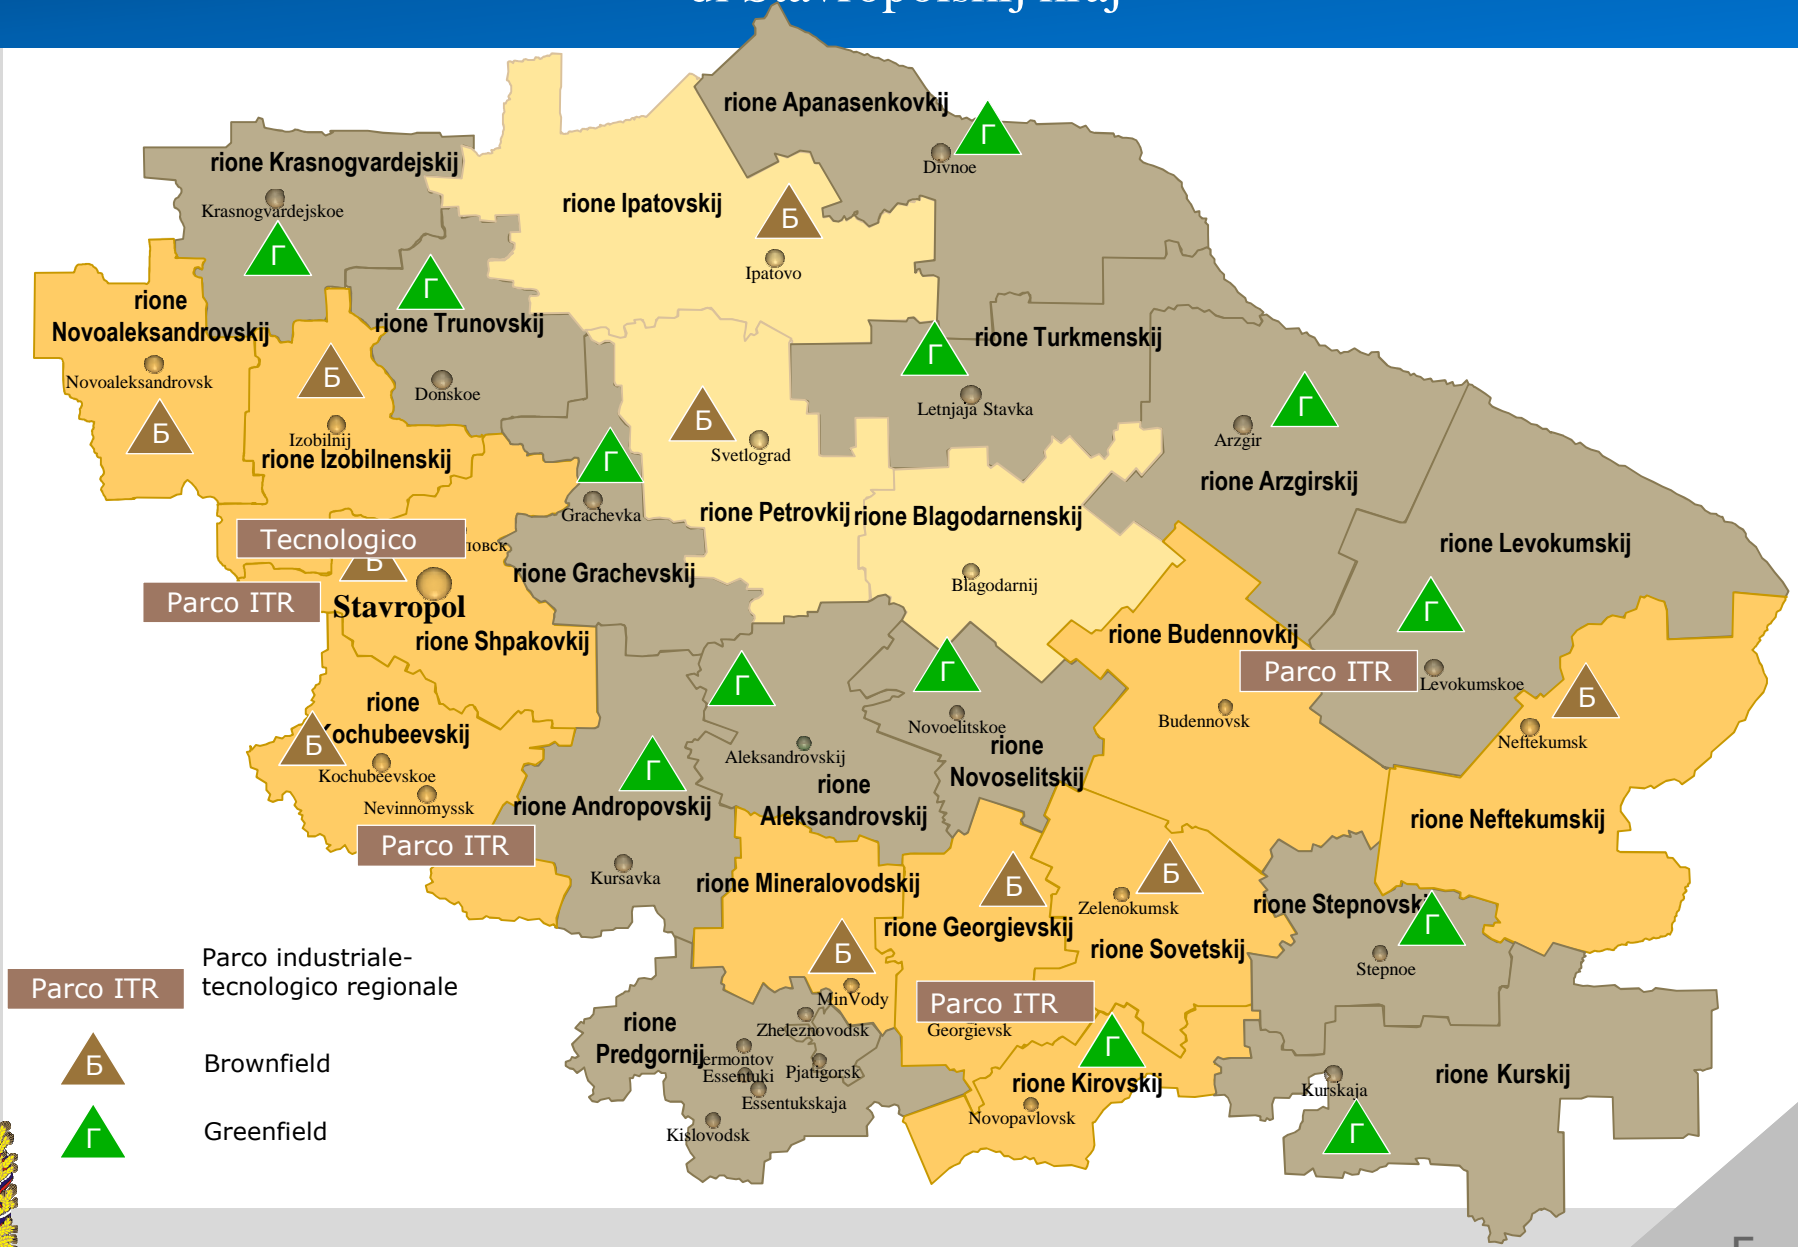 di Stavropolskij kraj
rione Apanasenkovkij
Г
Divnoe
rione Krasnogvardejskij
Krasnogvardejskoe
Г
rione Ipatovskij
Б
Ipatovo
rione
Novoaleksandrovskij
Novoaleksandrovsk
Б
Г
rione Trunovskij
Donskoe
Б
Izobilnij
rione Izobilnenskij
Г
rione Turkmenskij
Letnjaja Stavka
Б
Svetlograd
rione Petrovkij
rione Blagodarnenskij
Blagodarnij
Г
Arzgir
rione Arzgirskij
rione Levokumskij
Г
Levokumskoe
Г
Grachevka
rione Grachevskij
Tecnologico
ловск
Б
Parco ITR
Stavropol
rione Shpakovkij
rione Budennovkij
Parco ITR
Budennovsk
Б
Neftekumsk
rione Neftekumskij
rione
Kochubeevskij
Б
Kochubeevskoe
Nevinnomyssk
Parco ITR
Г
rione Andropovskij
Kursavka
Г
Aleksandrovskij
rione
Aleksandrovskij
Г
Novoelitskoe
rione
Novoselitskij
rione Mineralovodskij
Б
MinVody
Б
rione Georgievskij
Parco ITR
Georgievsk
Б
Zelenokumsk
rione Sovetskij
rione Stepnovskij
Г
Stepnoe
rione
Predgornij
Zheleznovodsk
Lermontov
Essentuki
Pjatigorsk
Essentukskaja
Kislovodsk
Г
rione Kirovskij
Novopavlovsk
Kurskaja
rione Kurskij
Г
Parco ITR
Parco industriale-
tecnologico regionale
Б
Brownfield
Г
Greenfield